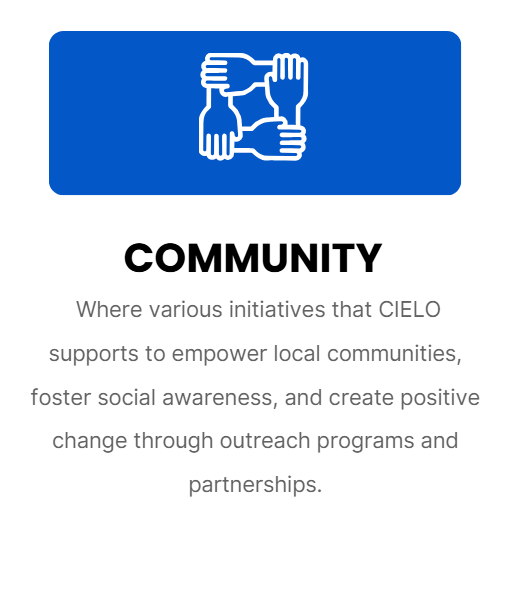 COMMUNITY
Where various initiatives that CIELO
supports to empower local communities,
foster social awareness, and create positive
change through outreach programs and
partnerships.